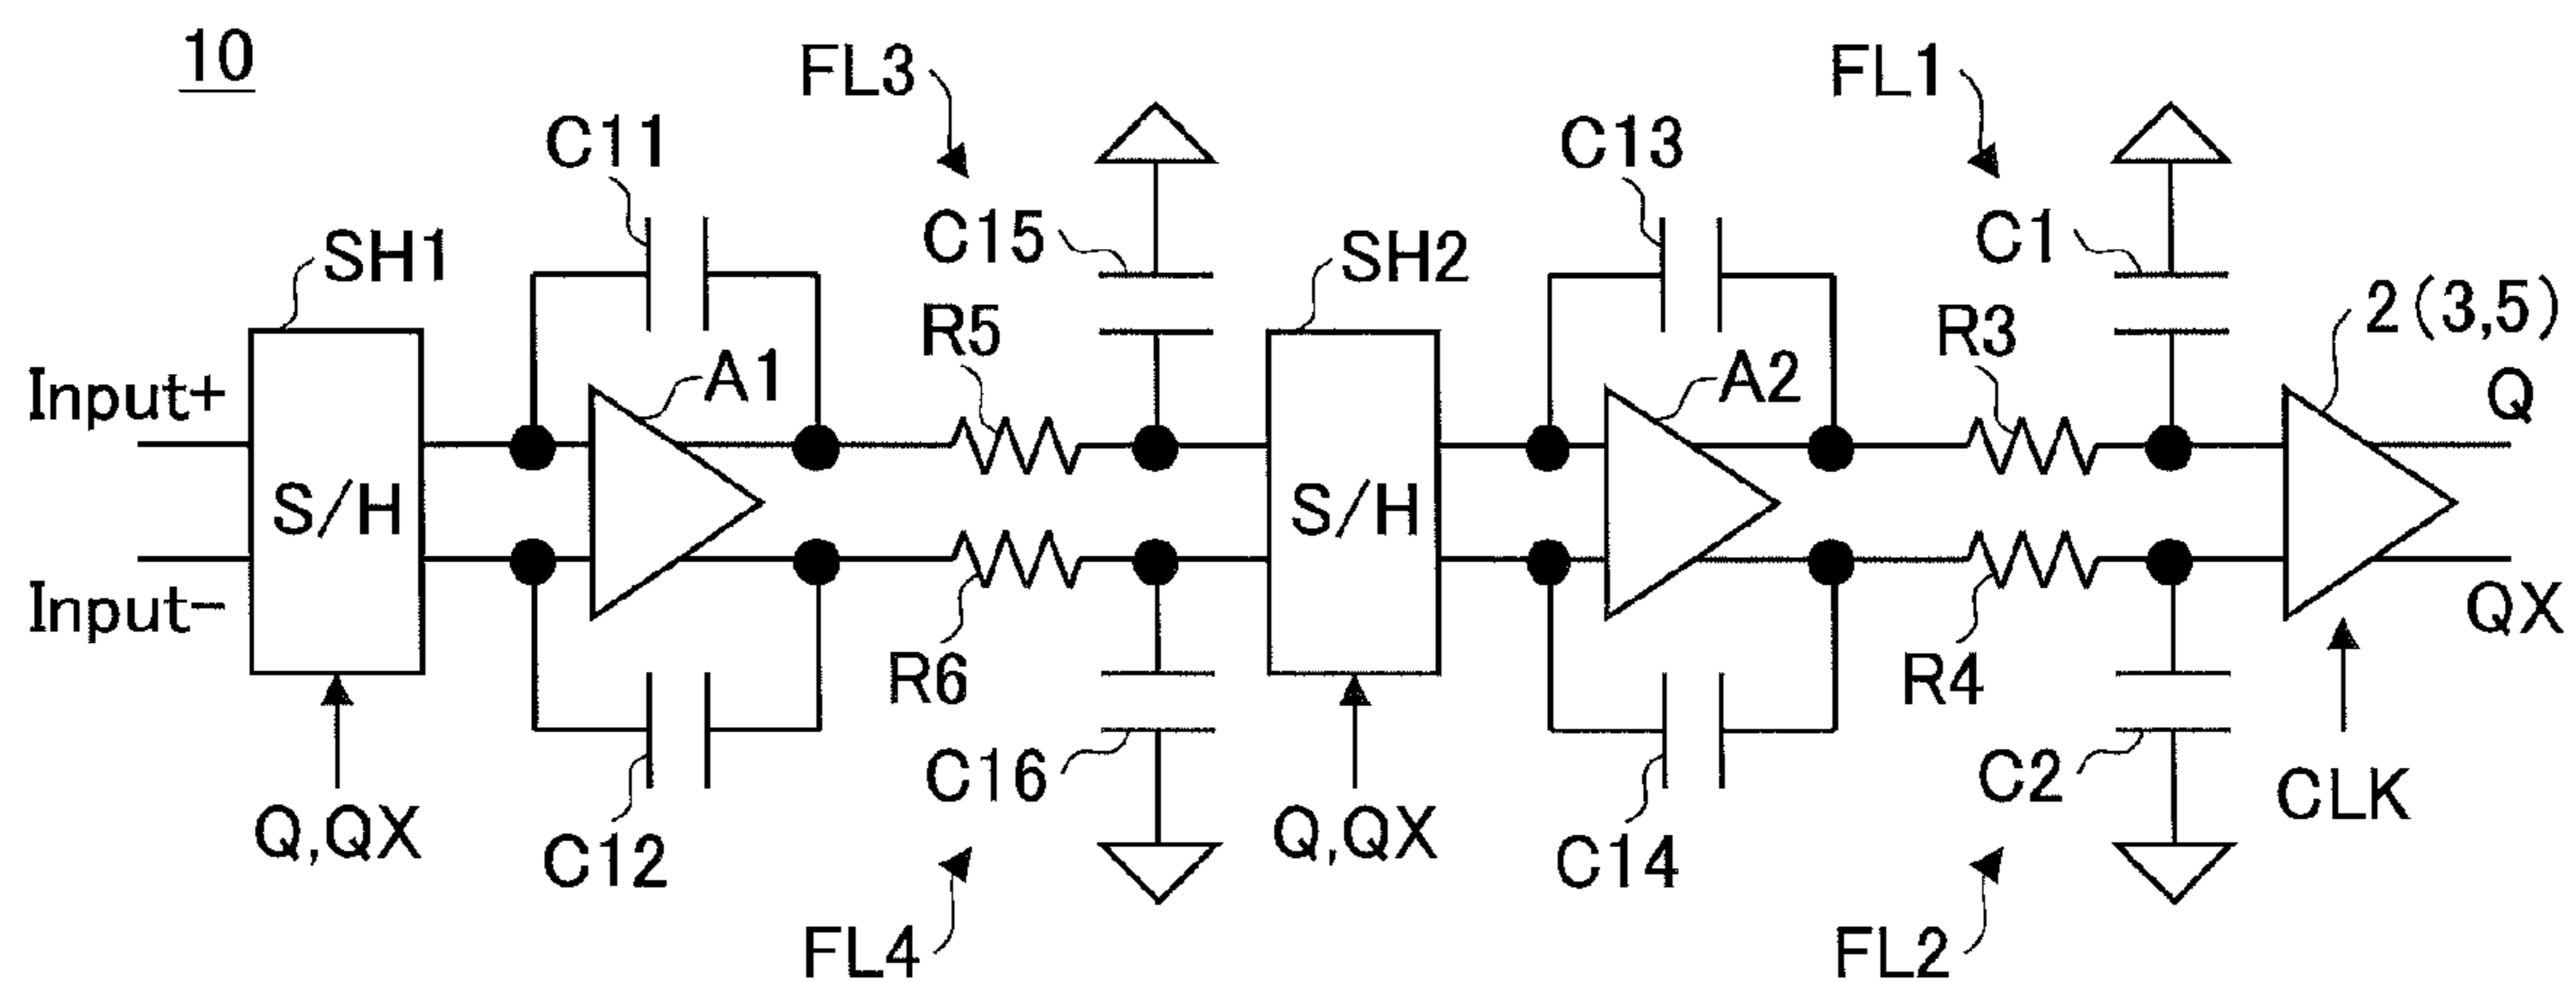 10
FL3
FL1
C11
C13
C15
C1
SH1
SH2
2(3,5)
R5
R3
A1
A2
Input+
Q
S/H
S/H
Input-
QX
R6
R4
C16
C2
CLK
Q,QX
Q,QX
C12
C14
FL4
FL2